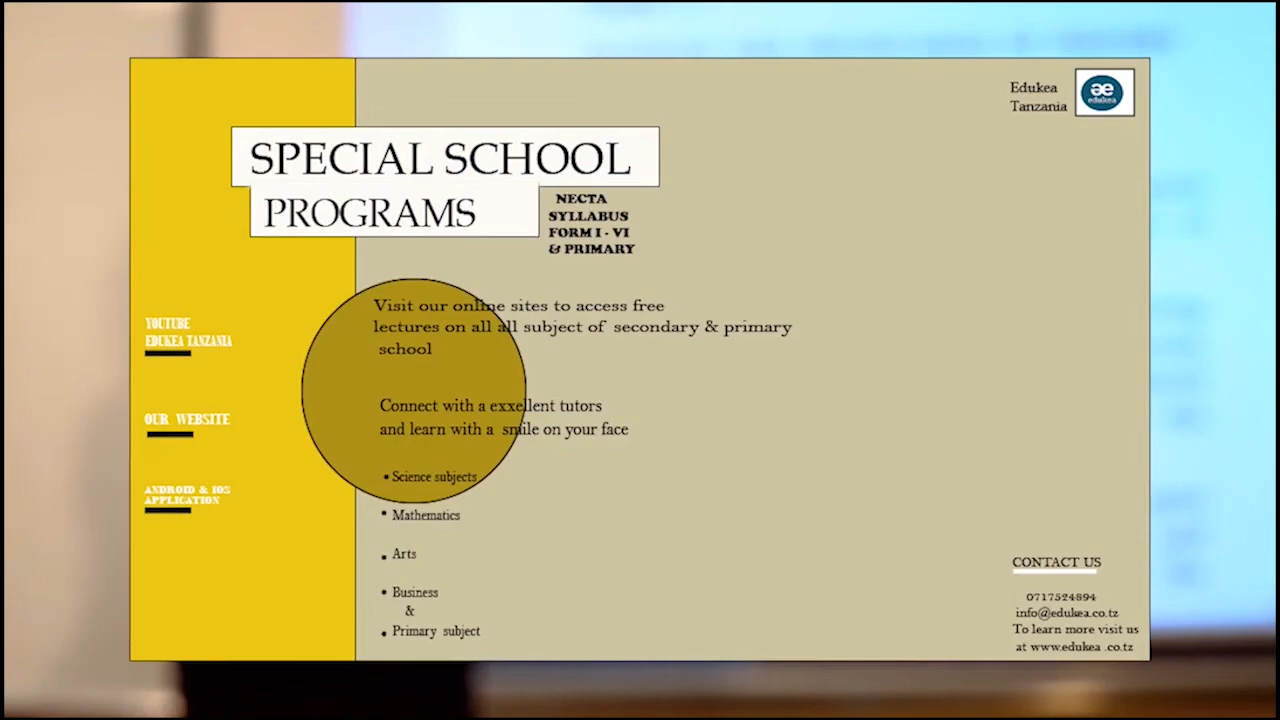 Edukea
Tanzania
ae
edukea
SPECIAL SCHOOL
PROGRAMS
NECTA
SYLLABUS
FORM I - VI
& PRIMARY
Visit our online sites to access free
lectures on all all subject of secondary & primary
school
YOUTUBE
EDUKEA TANZANIA
Connect with a exxellent tutors
and learn with a smile on your face
OUR WEBSITE
• Science subjects
ANDROID & IOS
APPLICATION
• Mathematics
• Arts
• Business
&
• Primary subject
CONTACT US
0717524894
info@edukea.co.tz
To learn more visit us
at www.edukea .co.tz